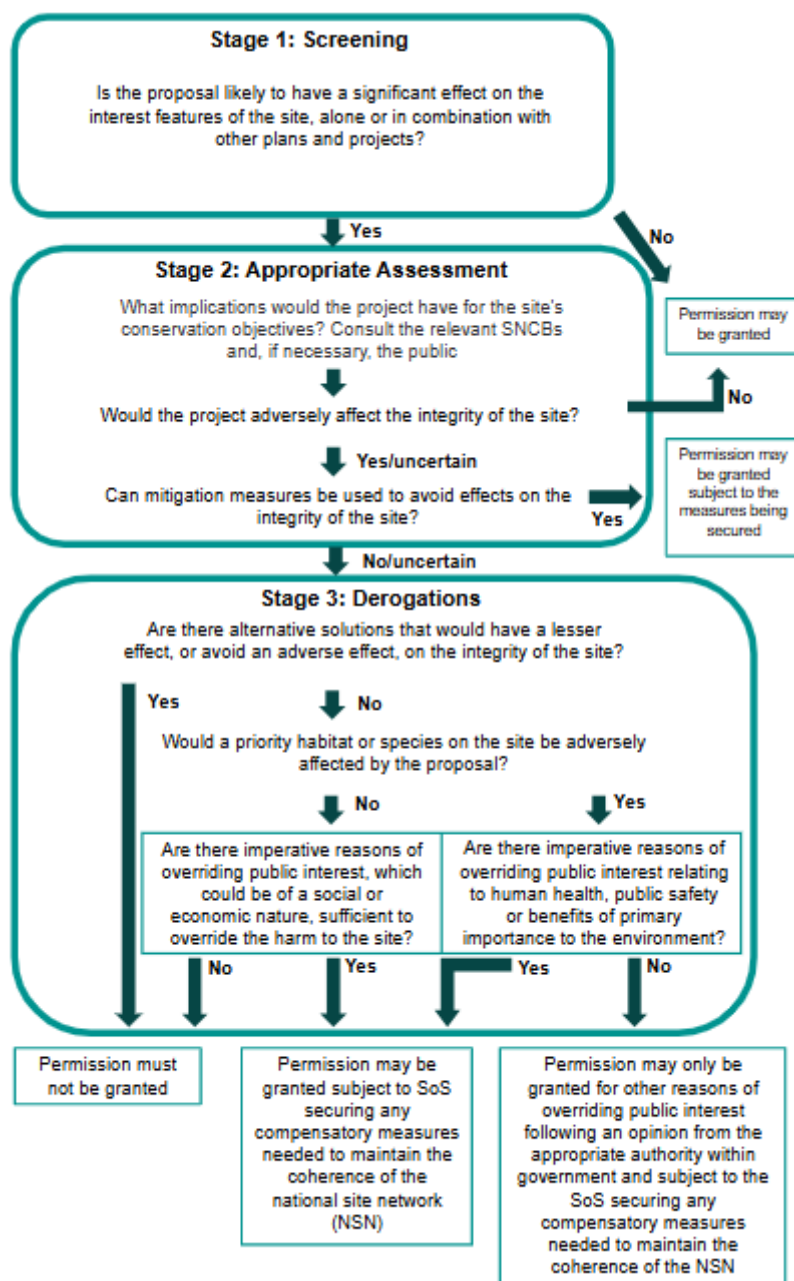 Stage 1: Screening
Is the proposal likely to have a significant effect on the
interest features of the site, alone or in combination with
other plans and projects?
Yes
No
Stage 2: Appropriate Assessment
What implications would the project have for the site's
conservation objectives? Consult the relevant SNCBs
and, if necessary, the public
Permission may
be granted
Would the project adversely affect the integrity of the site?
No
Yes/uncertain
Can mitigation measures be used to avoid effects on the
integrity of the site?
Yes
Permission may
be granted
subject to the
measures being
secured
No/uncertain
Stage 3: Derogations
Are there alternative solutions that would have a lesser
effect, or avoid an adverse effect, on the integrity of the site?
Yes
No
Would a priority habitat or species on the site be adversely
affected by the proposal?
No
Yes
Are there imperative reasons of
overriding public interest, which
could be of a social or
economic nature, sufficient to
override the harm to the site?
Are there imperative reasons of
overriding public interest relating
to human health, public safety
or benefits of primary
importance to the environment?
No
Yes
Yes
No
Permission must
not be granted
Permission may be
granted subject to SoS
securing any
compensatory measures
needed to maintain the
coherence of the
national site network
(NSN)
Permission may only be
granted for other reasons of
overriding public interest
following an opinion from the
appropriate authority within
government and subject to the
SoS securing any
compensatory measures
needed to maintain the
coherence of the NSN